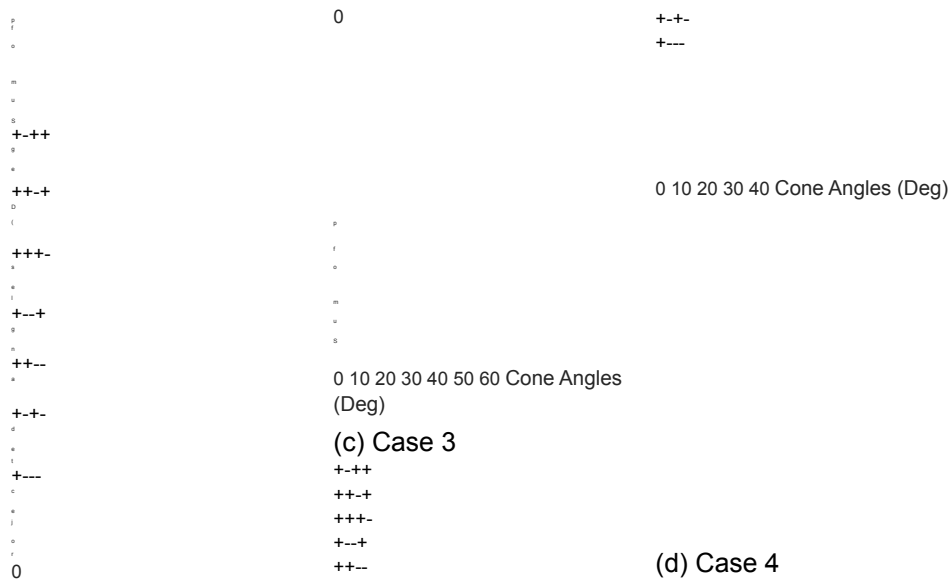 p
f
o
m
u
S
+-++
g
e
++-+
D
(
+++-
s
e
l
+--+
g
n
++--
a
+-+-
d
e
t
+---
c
e
j
o
r
0
0
p
f
o
m
u
S
0 10 20 30 40 50 60 Cone Angles
(Deg)
(c) Case 3
+-++
++-+
+++-
+--+
++--
+-+-
+---
0 10 20 30 40 Cone Angles (Deg)
(d) Case 4